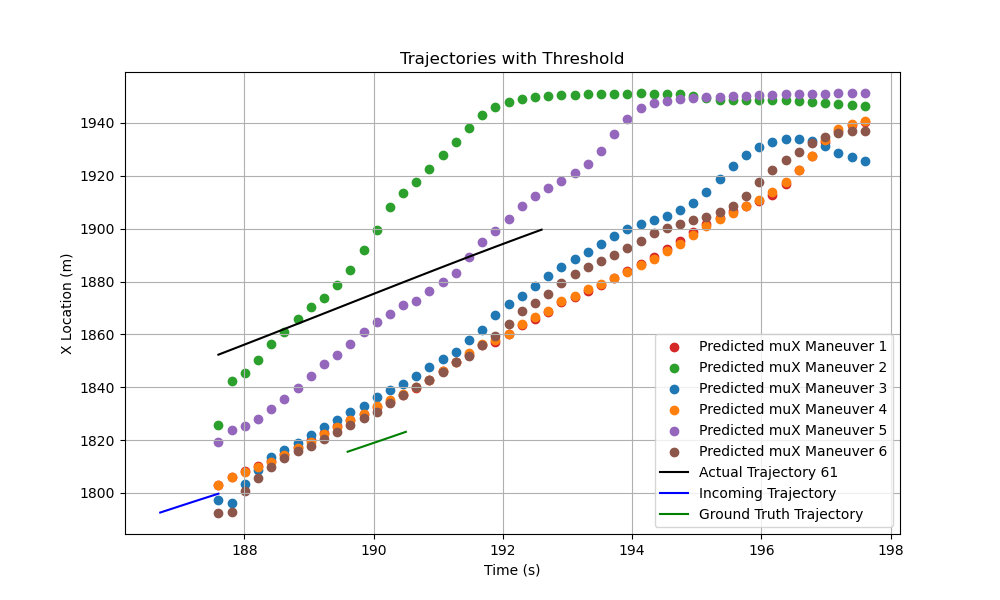 Trajectories with Threshold
X Location (m)
1940
1920
1900
1880
1860
1840
1820
1800
188
190
192
194
196
198
Time (s)
Predicted muX Maneuver 1
Predicted muX Maneuver 2
Predicted muX Maneuver 3
Predicted muX Maneuver 4
Predicted muX Maneuver 5
Predicted muX Maneuver 6
Actual Trajectory 61
Incoming Trajectory
Ground Truth Trajectory